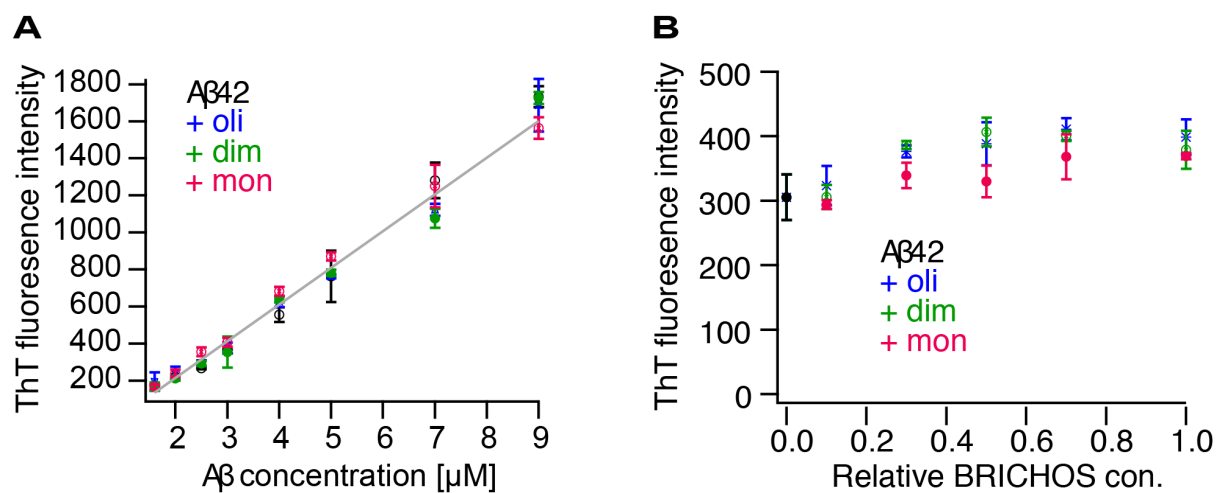 A
ThT fluoresence intensity
1800
1600
1400
1200
1000
800
600
400
200
Aβ42
+ oli
+ dim
+ mon
2 3 4 5 6 7 8 9
Aβ concentration [µM]
B
ThT fluoresence intensity
500
400
300
200
100
0
Aβ42
+ oli
+ dim
+ mon
0.0 0.2 0.4 0.6 0.8 1.0
Relative BRICHOS con.